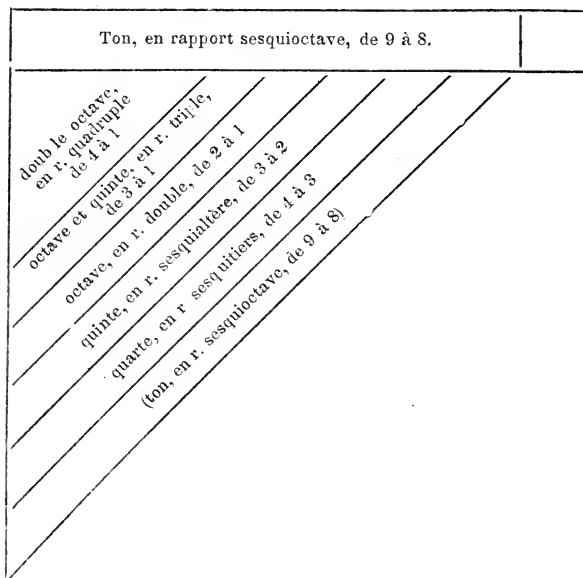 Ton, en rapport sesquioctave, de 9 à 8.
double octave,
en r. quadruple
de 4 à 1
octave et quinte, en r. triple,
de 3 à 1
octave, en r. double, de 2 à 1
quinte, en r. sesquialtère, de 3 à 2
quarte, en r sesquitiers, de 4 à 3
(ton, en r. sesquioctave, de 9 à 8)